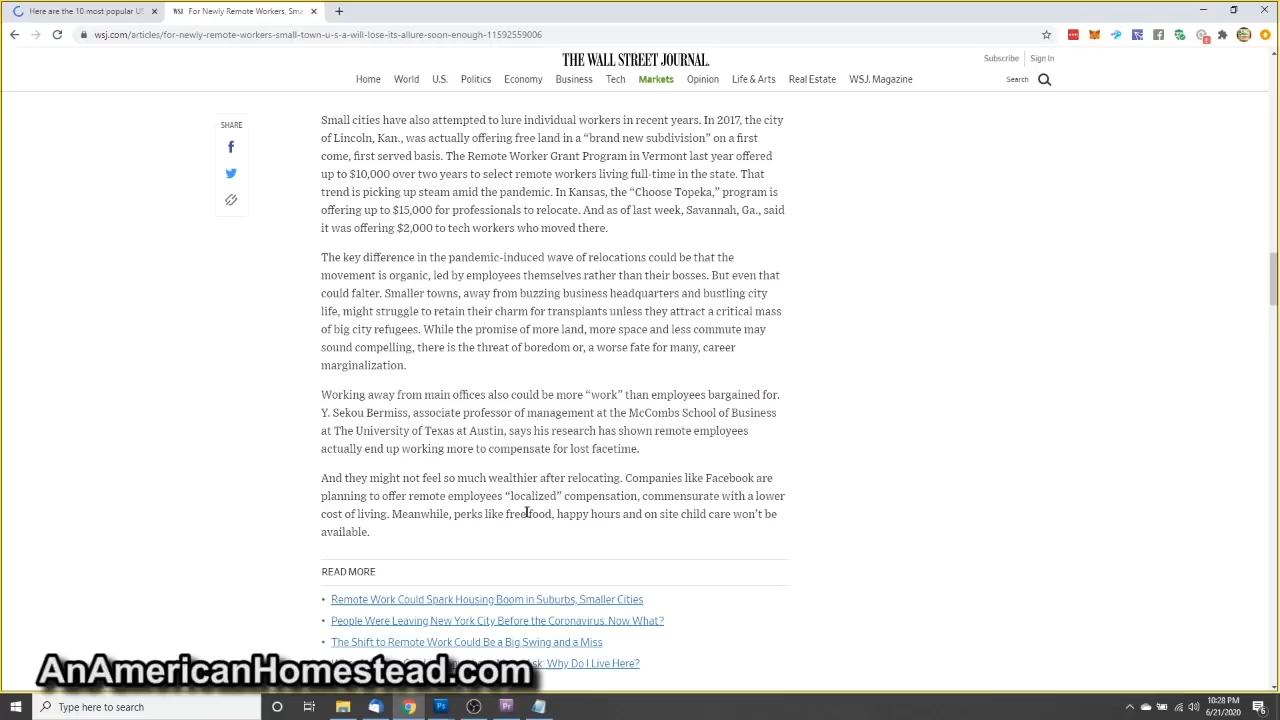 Here are the 10 most popular US
For Newly Remote Workers, Sma
wsj.com/articles/for-newly-remote-workers-small-town-u-s-a-will-lose-its-allure-soon-enough-11592559006
THE WALL STREET JOURNAL.
Subscribe
Sign In
Home World U.S. Politics Economy Business Tech Markets Opinion Life & Arts Real Estate WSJ. Magazine
Search
SHARE
Small cities have also attempted to lure individual workers in recent years. In 2017, the city
of Lincoln, Kan., was actually offering free land in a “brand new subdivision” on a first
come, first served basis. The Remote Worker Grant Program in Vermont last year offered
up to $10,000 over two years to select remote workers living full-time in the state. That
trend is picking up steam amid the pandemic. In Kansas, the “Choose Topeka,” program is
offering up to $15,000 for professionals to relocate. And as of last week, Savannah, Ga., said
it was offering $2,000 to tech workers who moved there.
The key difference in the pandemic-induced wave of relocations could be that the
movement is organic, led by employees themselves rather than their bosses. But even that
could falter. Smaller towns, away from buzzing business headquarters and bustling city
life, might struggle to retain their charm for transplants unless they attract a critical mass
of big city refugees. While the promise of more land, more space and less commute may
sound compelling, there is the threat of boredom or, a worse fate for many, career
marginalization.
Working away from main offices also could be more “work” than employees bargained for.
Y. Sekou Bermiss, associate professor of management at the McCombs School of Business
at The University of Texas at Austin, says his research has shown remote employees
actually end up working more to compensate for lost facetime.
And they might not feel so much wealthier after relocating. Companies like Facebook are
planning to offer remote employees “localized” compensation, commensurate with a lower
cost of living. Meanwhile, perks like free food, happy hours and on site child care won’t be
available.
READ MORE
• Remote Work Could Spark Housing Boom in Suburbs, Smaller Cities
• People Were Leaving New York City Before the Coronavirus. Now What?
• The Shift to Remote Work Could Be a Big Swing and a Miss
Why Do I Live Here?
AnAmericanHomestead.com
Type here to search
10:28 PM
6/21/2020